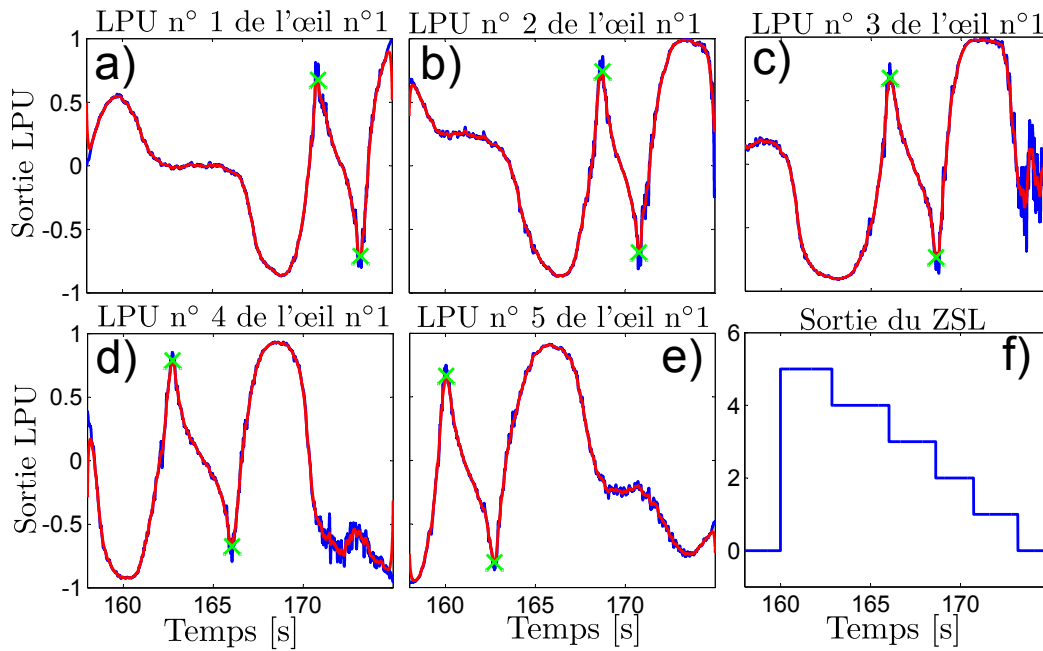 LPU n° 1 de l'œil n°1
LPU n° 2 de l'œil n°1
LPU n° 3 de l'œil n°1
a)
b)
c)
Sortie LPU
1
0.5
0
-0.5
-1
LPU n° 4 de l'œil n°1
LPU n° 5 de l'œil n°1
Sortie du ZSL
d)
e)
f)
Sortie LPU
1
0.5
0
-0.5
-1
6
4
2
0
160 165 170
160 165 170
160 165 170
Temps [s]
Temps [s]
Temps [s]